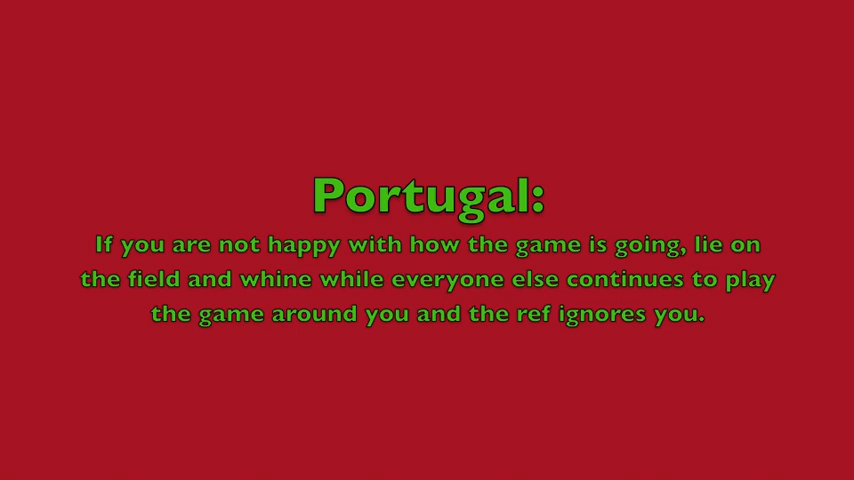 Portugal:
If you are not happy with how the game is going, lie on
the field and whine while everyone else continues to play
the game around you and the ref ignores you.